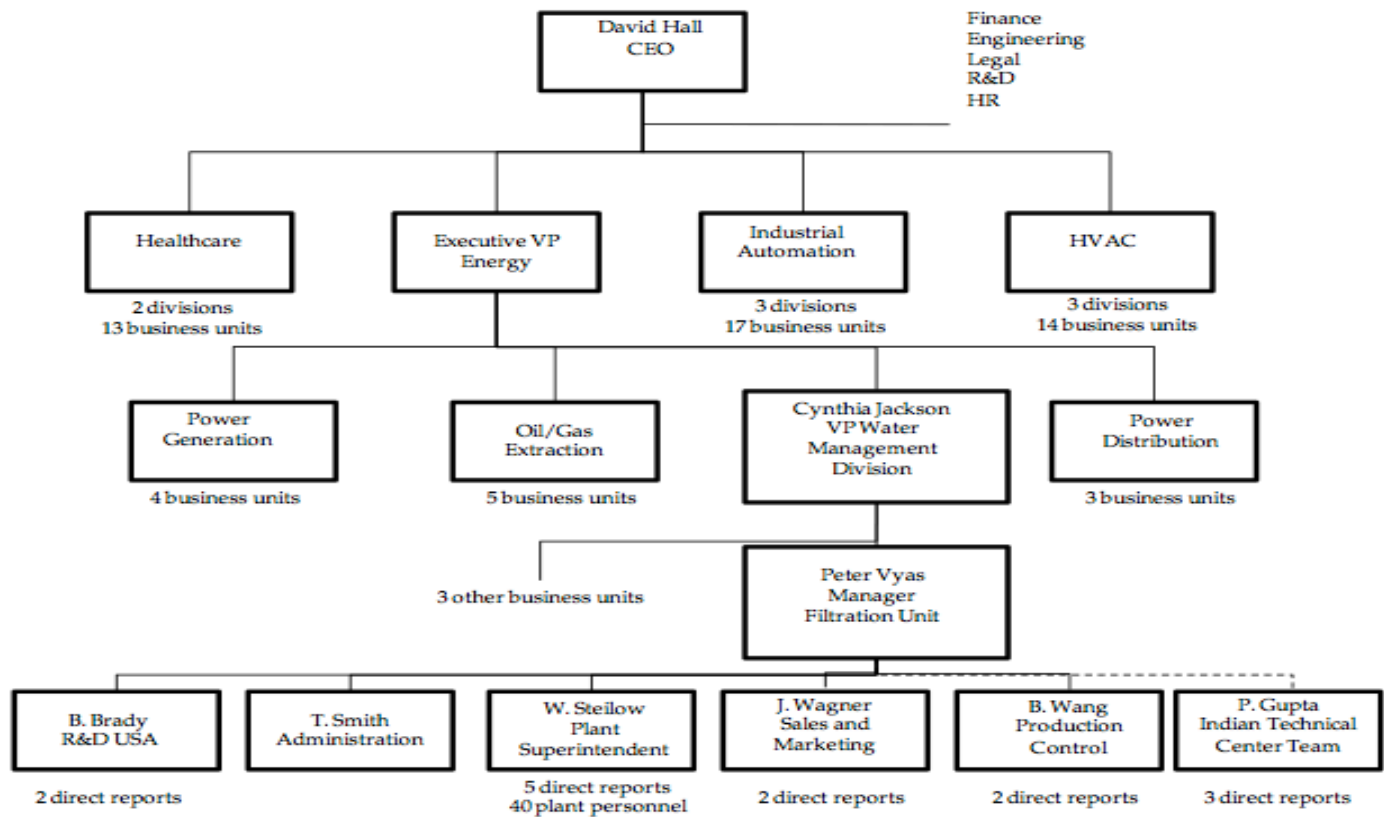 David Hall
CEO
Finance
Engineering
Legal
R&D
HR
Healthcare
2 divisions
13 business units
Executive VP
Energy
Industrial
Automation
3 divisions
17 business units
HVAC
3 divisions
14 business units
Power
Generation
4 business units
Oil/Gas
Extraction
5 business units
Cynthia Jackson
VP Water
Management
Division
Power
Distribution
3 business units
3 other business units
Peter Vyas
Manager
Filtration Unit
B. Brady
R&D USA
2 direct reports
T. Smith
Administration
W. Steilow
Plant
Superintendent
5 direct reports
40 plant personnel
J. Wagner
Sales and
Marketing
2 direct reports
B. Wang
Production
Control
2 direct reports
P. Gupta
Indian Technical
Center Team
3 direct reports